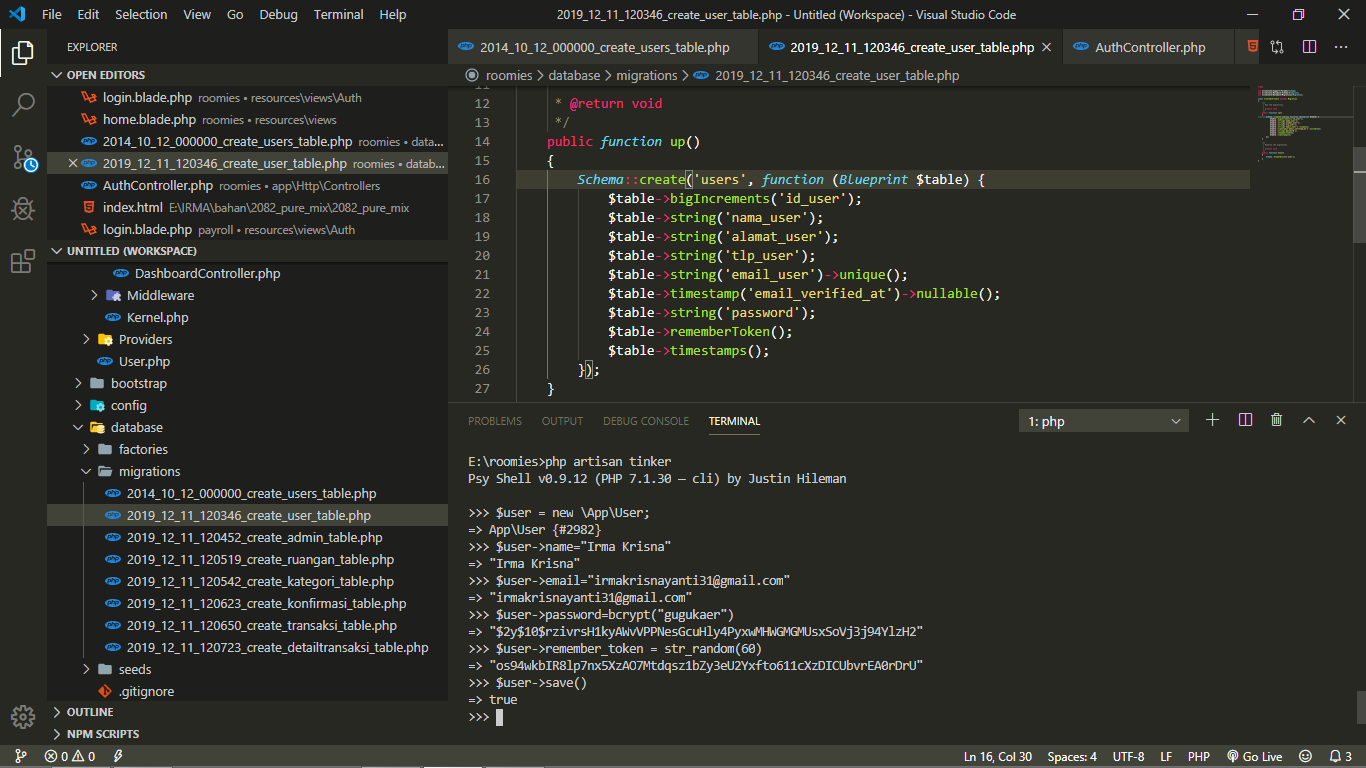 File Edit Selection View Go Debug Terminal Help 2019_12_11_120346_create_user_table.php - Untitled (Workspace) - Visual Studio Code
EXPLORER
OPEN EDITORS
login.blade.php roomies • resources\views\Auth
home.blade.php roomies • resources\views
2014_10_12_000000_create_users_table.php roomies • data...
2019_12_11_120346_create_user_table.php roomies • datab...
AuthController.php roomies • app\Http\Controllers
index.html E:\IRMA\bahan\2082_pure_mix\2082_pure_mix
login.blade.php payroll • resources\views\Auth
UNTITLED (WORKSPACE)
DashboardController.php
Middleware
Kernel.php
Providers
User.php
bootstrap
config
database
factories
migrations
2014_10_12_000000_create_users_table.php
2019_12_11_120346_create_user_table.php
2019_12_11_120452_create_admin_table.php
2019_12_11_120519_create_ruangan_table.php
2019_12_11_120542_create_kategori_table.php
2019_12_11_120623_create_konfirmasi_table.php
2019_12_11_120650_create_transaksi_table.php
2019_12_11_120723_create_detailtransaksi_table.php
seeds
.gitignore
OUTLINE
NPM SCRIPTS
2014_10_12_000000_create_users_table.php 2019_12_11_120346_create_user_table.php AuthController.php
roomies > database > migrations > 2019_12_11_120346_create_user_table.php
11
12 * @return void
13 */
14 public function up()
15 {
16 Schema::create('users', function (Blueprint $table) {
17 $table->bigIncrements('id_user');
18 $table->string('nama_user');
19 $table->string('alamat_user');
20 $table->string('tlp_user');
21 $table->string('email_user')->unique();
22 $table->timestamp('email_verified_at')->nullable();
23 $table->string('password');
24 $table->rememberToken();
25 $table->timestamps();
26 });
27 }
PROBLEMS OUTPUT DEBUG CONSOLE TERMINAL 1: php
E:\roomies>php artisan tinker
Psy Shell v0.9.12 (PHP 7.1.30 — cli) by Justin Hileman
>>> $user = new \App\User;
=> App\User {#2982}
>>> $user->name="Irma Krisna"
=> "Irma Krisna"
>>> $user->email="irmakrisnayanti31@gmail.com"
=> "irmakrisnayanti31@gmail.com"
>>> $user->password=bcrypt("gugukaer")
=> "$2y$10$rzivrsH1kyAWvVPPNesGcuHly4PyxwMHWGMGMUsxSoVj3j94YlzH2"
>>> $user->remember_token = str_random(60)
=> "os94wkbIR8lp7nx5XzAO7Mtdqsz1bZy3eU2Yxfto611cXzDICUbvrEA0rDrU"
>>> $user->save()
=> true
>>>
0 0 Ln 16, Col 30 Spaces: 4 UTF-8 LF PHP Go Live 3